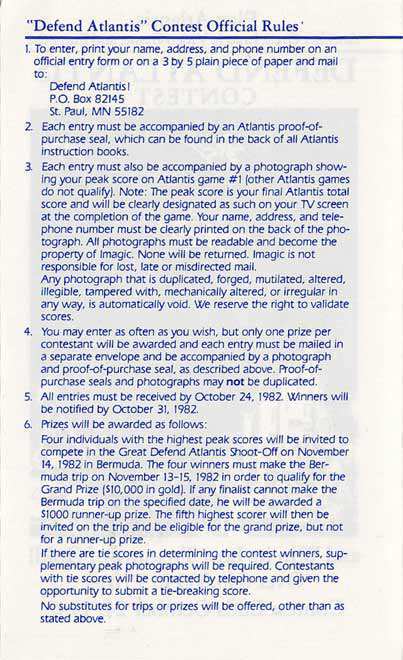 "Defend Atlantis" Contest Official Rules
1. To enter, print your name, address, and phone number on an
official entry form or on a 3 by 5 plain piece of paper and mail
to:
Defend Atlantis!
P.O. Box 82145
St. Paul, MN 55182
2. Each entry must be accompanied by an Atlantis proof-of-
purchase seal, which can be found in the back of all Atlantis
instruction books.
3. Each entry must also be accompanied by a photograph show-
ing your peak score on Atlantis game #1 (other Atlantis games
do not qualify). Note: The peak score is your final Atlantis total
score and will be clearly designated as such on your TV screen
at the completion of the game. Your name, address, and tele-
phone number must be clearly printed on the back of the pho-
tograph. All photographs must be readable and become the
property of Imagic. None will be returned. Imagic is not
responsible for lost, late or misdirected mail.
Any photograph that is duplicated, forged, mutilated, altered,
illegible, tampered with, mechanically altered, or irregular in
any way, is automatically void. We reserve the right to validate
scores.
4. You may enter as often as you wish, but only one prize per
contestant will be awarded and each entry must be mailed in
a separate envelope and be accompanied by a photograph
and proof-of-purchase seal, as described above. Proof-of-
purchase seals and photographs may not be duplicated.
5. All entries must be received by October 24, 1982. Winners will
be notified by October 31, 1982.
6. Prizes will be awarded as follows:
Four individuals with the highest peak scores will be invited to
compete in the Great Defend Atlantis Shoot-Off on November
14, 1982 in Bermuda. The four winners must make the Ber-
muda trip on November 13-15, 1982 in order to qualify for the
Grand Prize ($10,000 in gold). If any finalist cannot make the
Bermuda trip on the specified date, he will be awarded a
$1000 runner-up prize. The fifth highest scorer will then be
invited on the trip and be eligible for the grand prize, but not
for a runner-up prize.
If there are tie scores in determining the contest winners, sup-
plementary peak photographs will be required. Contestants
with tie scores will be contacted by telephone and given the
opportunity to submit a tie-breaking score.
No substitutes for trips or prizes will be offered, other than as
stated above.